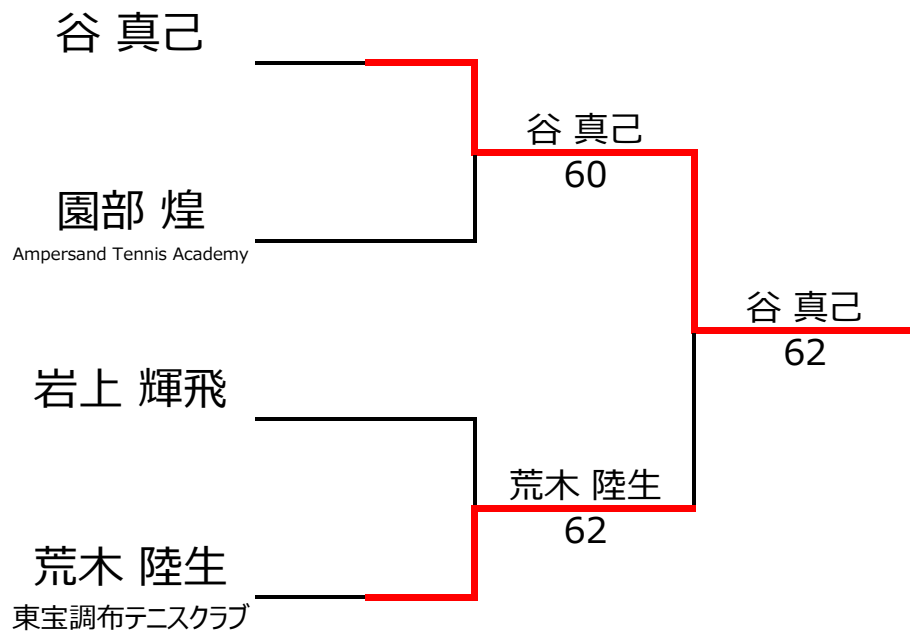 谷 真己
谷 真己
60
園部 煌
Ampersand Tennis Academy
谷 真己
62
岩上 輝飛
荒木 陸生
62
荒木 陸生
東宝調布テニスクラブ